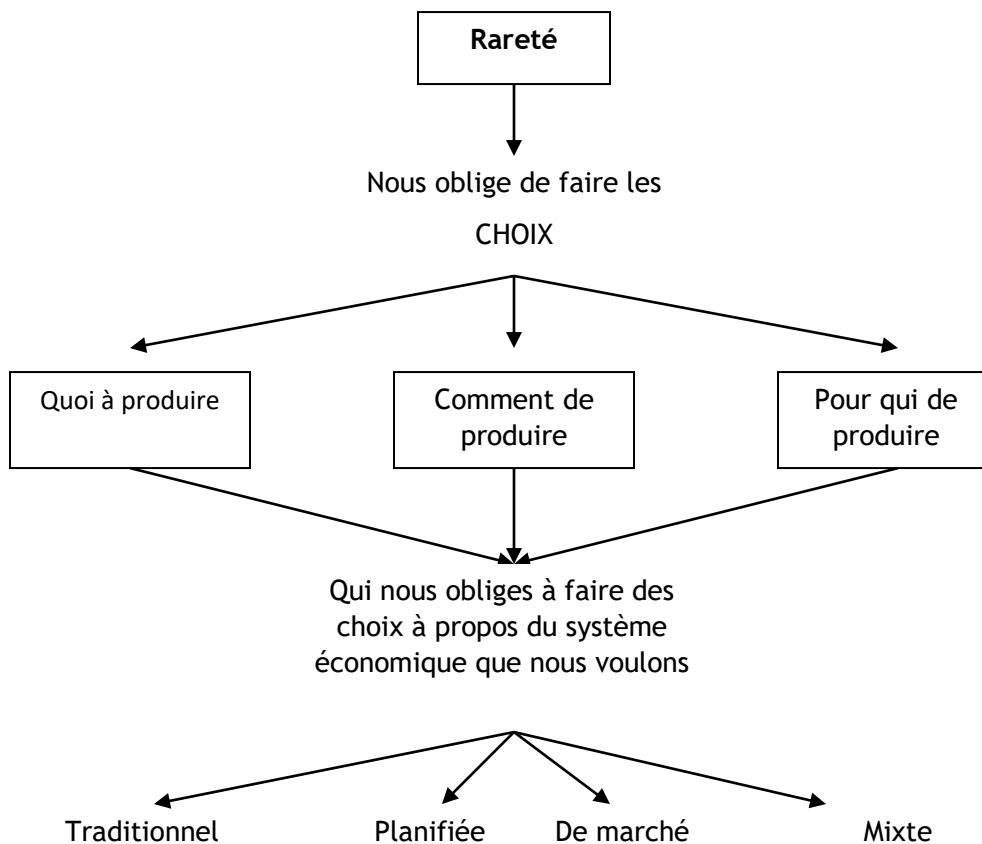 Rareté
Nous oblige de faire les
CHOIX
Quoi à produire
Comment de
produire
Pour qui de
produire
Qui nous obliges à faire des
choix à propos du système
économique que nous voulons
Traditionnel
Planifiée
De marché
Mixte